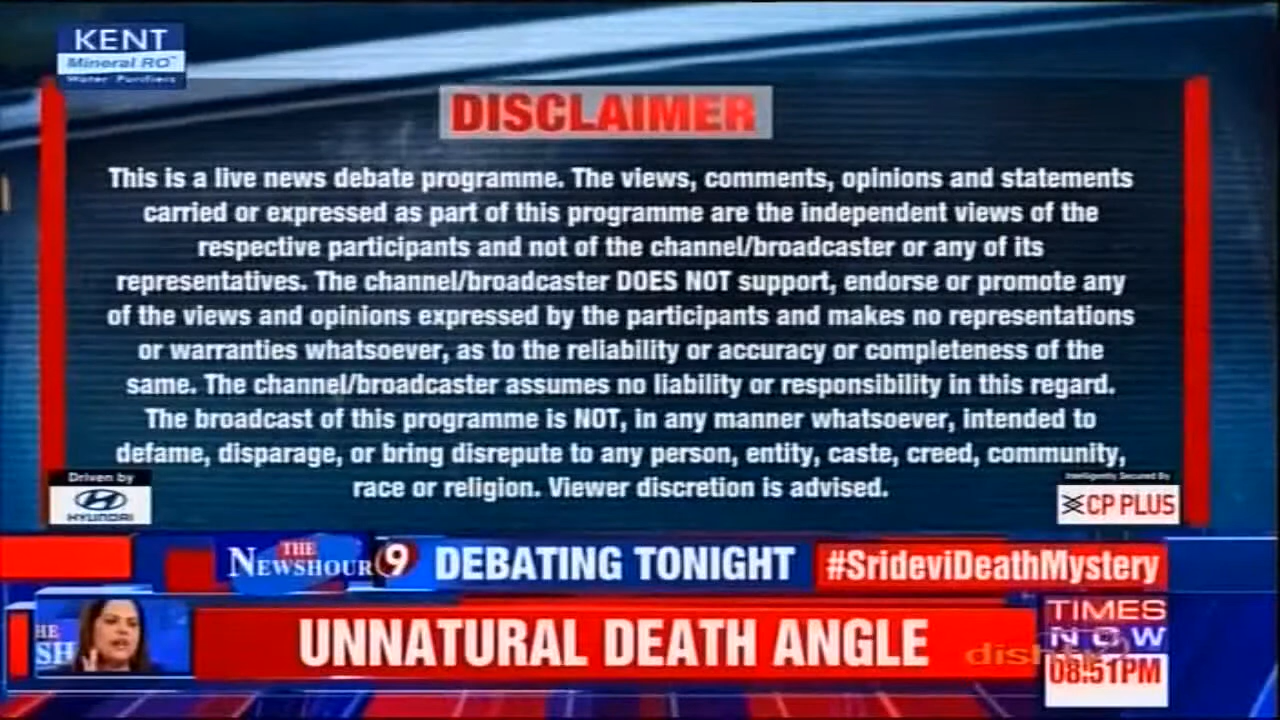 KENT
Mineral RO™
Water Purifiers
DISCLAIMER
This is a live news debate programme. The views, comments, opinions and statements
carried or expressed as part of this programme are the independent views of the
respective participants and not of the channel/broadcaster or any of its
representatives. The channel/broadcaster DOES NOT support, endorse or promote any
of the views and opinions expressed by the participants and makes no representations
or warranties whatsoever, as to the reliability or accuracy or completeness of the
same. The channel/broadcaster assumes no liability or responsibility in this regard.
The broadcast of this programme is NOT, in any manner whatsoever, intended to
defame, disparage, or bring disrepute to any person, entity, caste, creed, community,
race or religion. Viewer discretion is advised.
Driven by
HYUNDAI
Intelligently Secured By
CP PLUS
THE
NEWSHOUR 9
DEBATING TONIGHT
#SrideviDeathMystery
HE
SH
UNNATURAL DEATH ANGLE
dishtv
TIMES
NOW
08:51PM